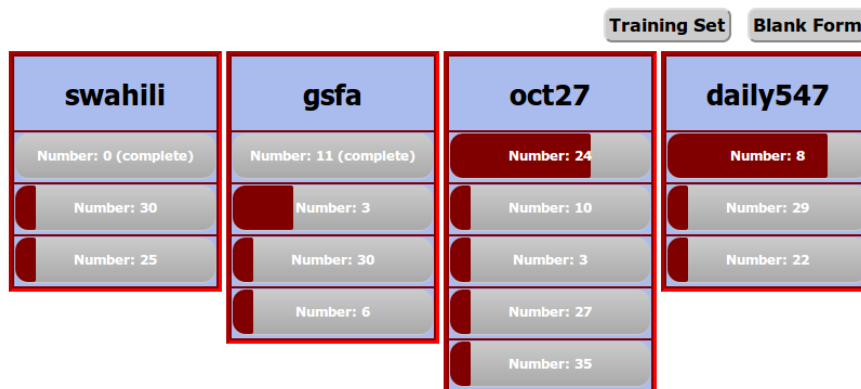 Training Set
Blank Form
swahili
Number: 0 (complete)
Number: 30
Number: 25
gsfa
Number: 11 (complete)
Number: 3
Number: 30
Number: 6
oct27
Number: 24
Number: 10
Number: 3
Number: 27
Number: 35
daily547
Number: 8
Number: 29
Number: 22